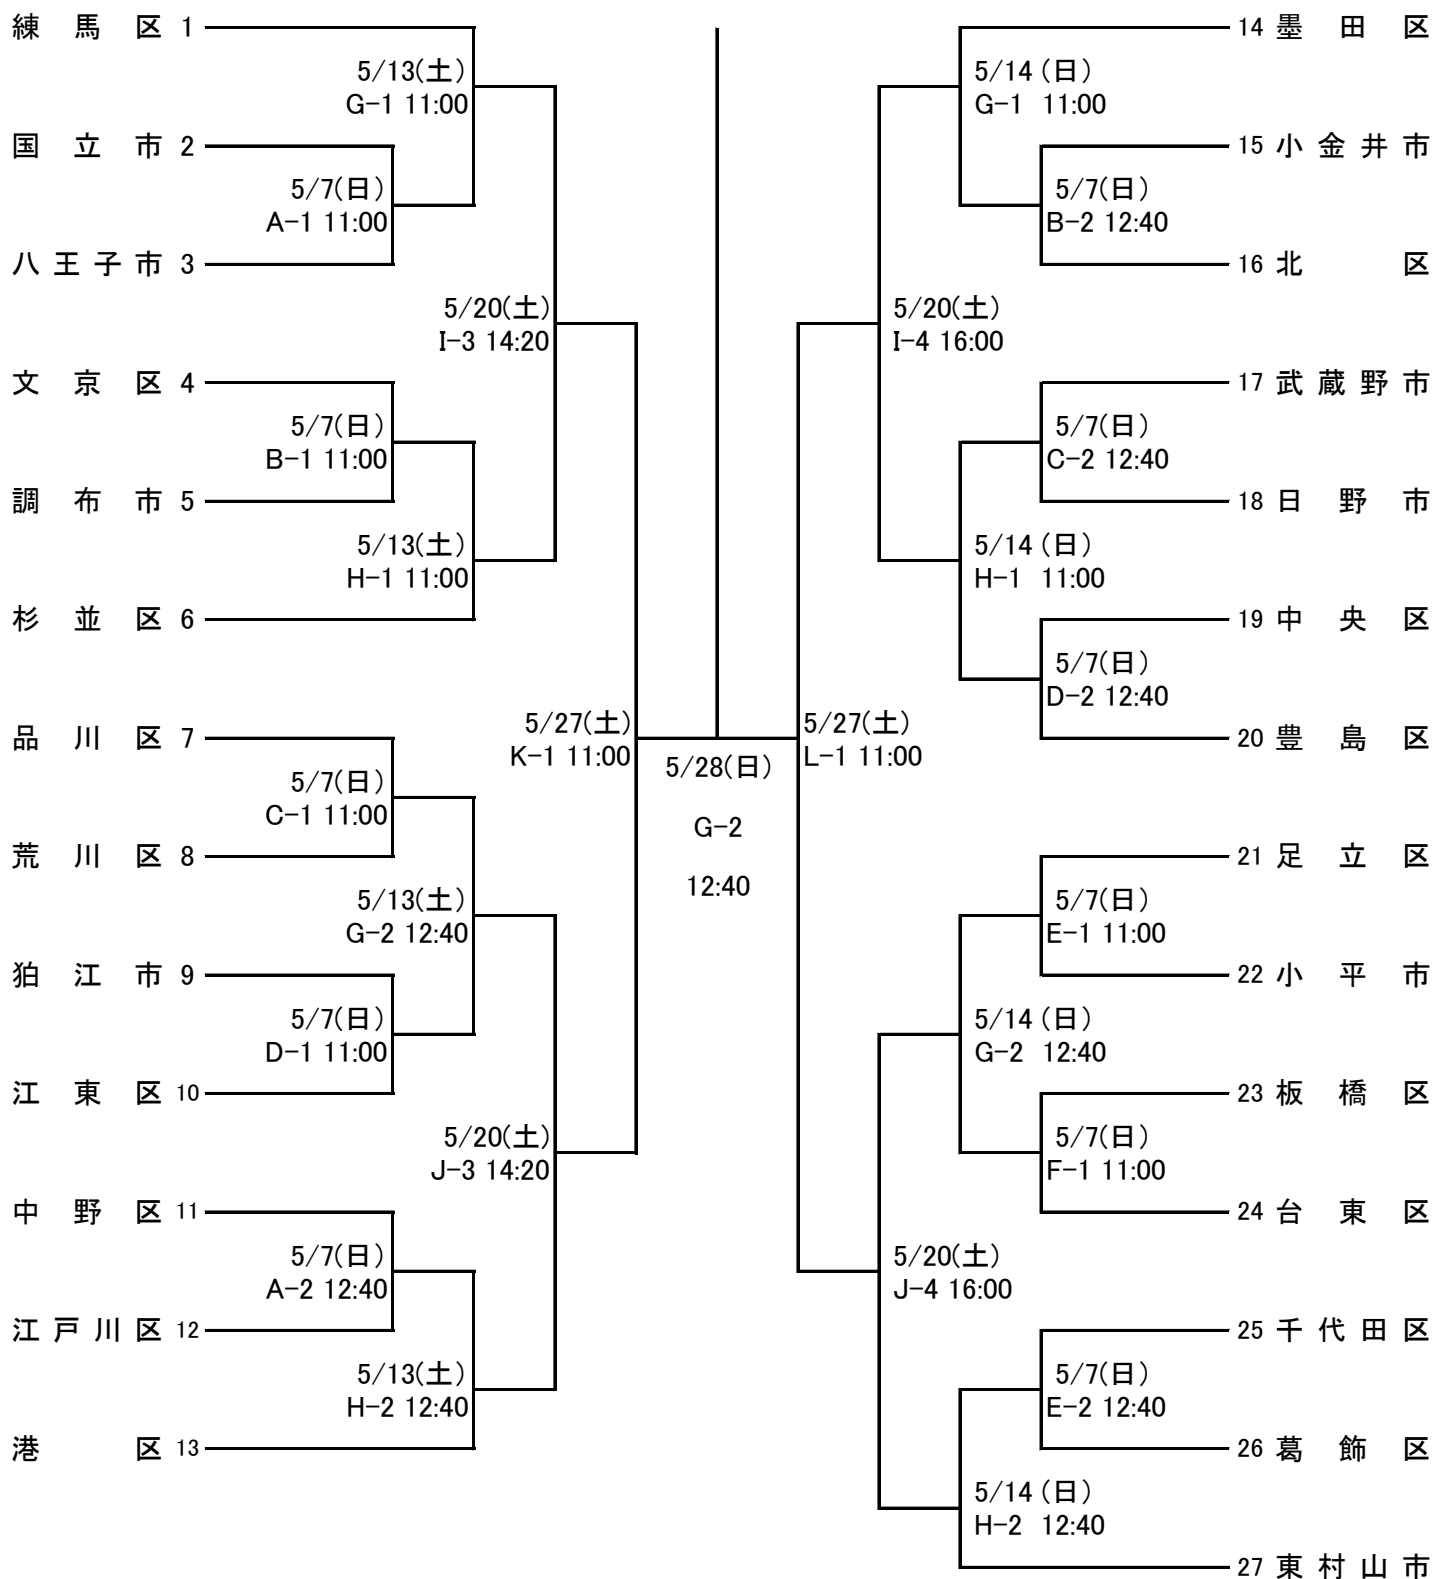 練馬区 1
5/13(土)
G-1 11:00
国立市 2
5/7(日)
A-1 11:00
八王子市 3
5/20(土)
I-3 14:20
文京区 4
5/7(日)
B-1 11:00
調布市 5
5/13(土)
H-1 11:00
杉並区 6
品川区 7
5/27(土)
K-1 11:00
5/7(日)
C-1 11:00
荒川区 8
5/13(土)
G-2 12:40
狛江市 9
5/7(日)
D-1 11:00
江東区 10
5/20(土)
J-3 14:20
中野区 11
5/7(日)
A-2 12:40
江戸川区 12
5/13(土)
H-2 12:40
港区 13
5/28(日)
G-2
12:40
14 墨田区
5/14(日)
G-1 11:00
15 小金井市
5/7(日)
B-2 12:40
16 北区
5/20(土)
I-4 16:00
17 武蔵野市
5/7(日)
C-2 12:40
18 日野市
5/14(日)
H-1 11:00
19 中央区
5/7(日)
D-2 12:40
5/27(土)
L-1 11:00
20 豊島区
21 足立区
5/7(日)
E-1 11:00
22 小平市
5/14(日)
G-2 12:40
23 板橋区
5/7(日)
F-1 11:00
24 台東区
5/20(土)
J-4 16:00
25 千代田区
5/7(日)
E-2 12:40
26 葛飾区
5/14(日)
H-2 12:40
27 東村山市